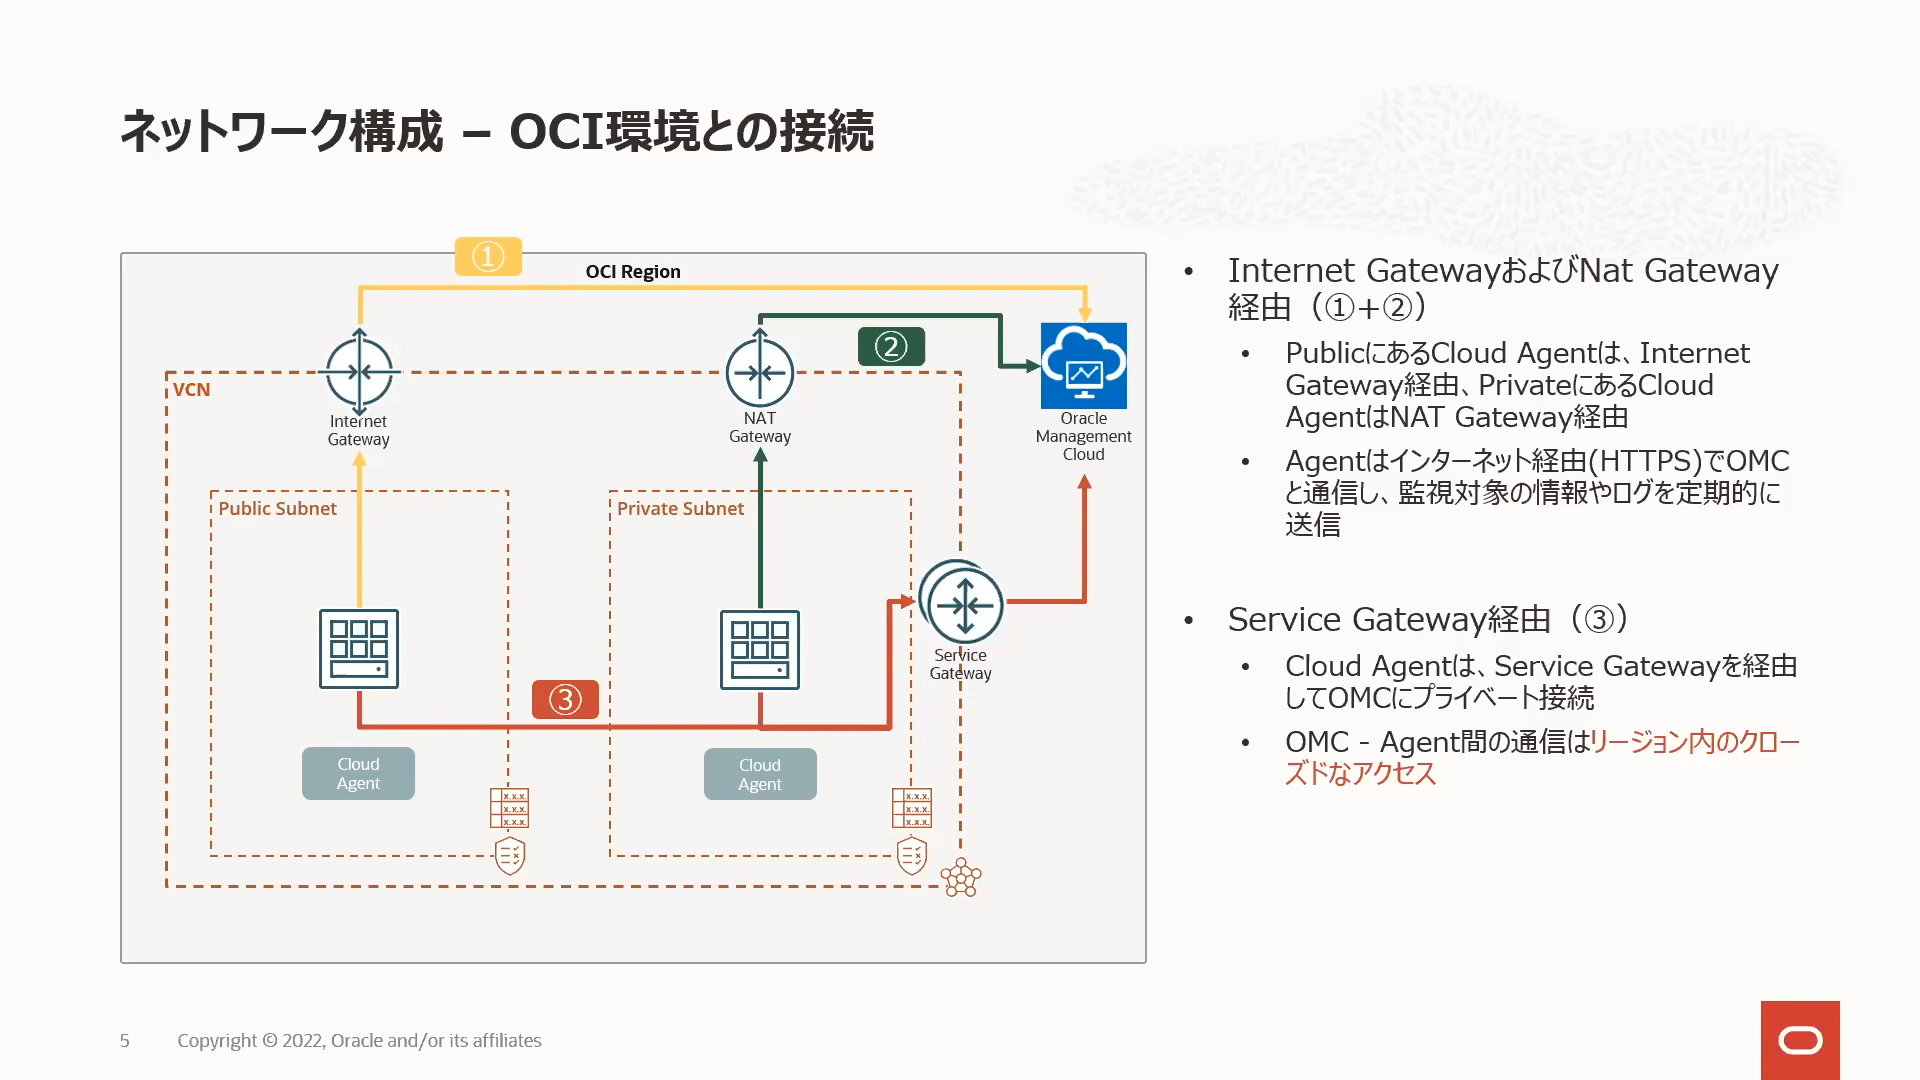 ネットワーク構成 – OCI環境との接続
①
OCI Region
②
VCN
Internet
Gateway
NAT
Gateway
Oracle
Management
Cloud
Public Subnet
Private Subnet
Service
Gateway
③
Cloud
Agent
Cloud
Agent
x.x.x.
x.x.x.
x.x.x.
x.x.x.
x.x.x.
x.x.x.
• Internet GatewayおよびNat Gateway
経由（①+②）
• PublicにあるCloud Agentは、Internet
Gateway経由、PrivateにあるCloud
AgentはNAT Gateway経由
• Agentはインターネット経由(HTTPS)でOMC
と通信し、監視対象の情報やログを定期的に
送信
• Service Gateway経由（③）
• Cloud Agentは、Service Gatewayを経由
してOMCにプライベート接続
• OMC - Agent間の通信はリージョン内のクロー
ズドなアクセス
5 Copyright © 2022, Oracle and/or its affiliates